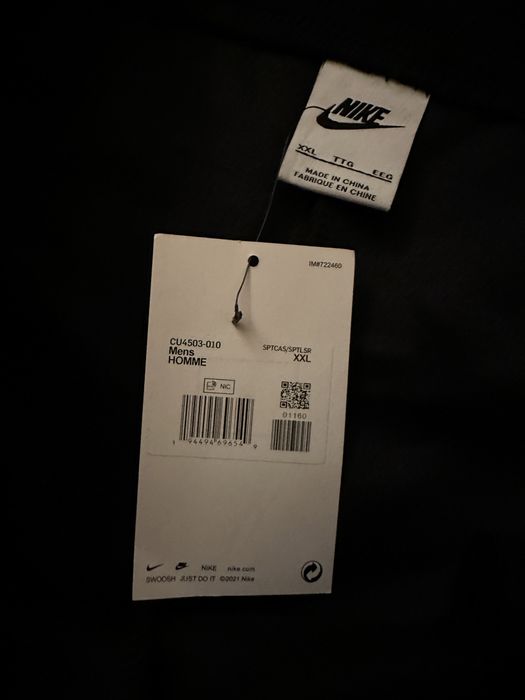 NIKE
XXL TTG EEG
MADE IN CHINA
FABRIQUE EN CHINE
IM#722460
CU4503-010 SPTCAS/SPTLSR
Mens XXL
HOMME
NIC
01160
1 94494 69654 9
NIKE nike.com
SWOOSH JUST DO IT ©2021 Nike